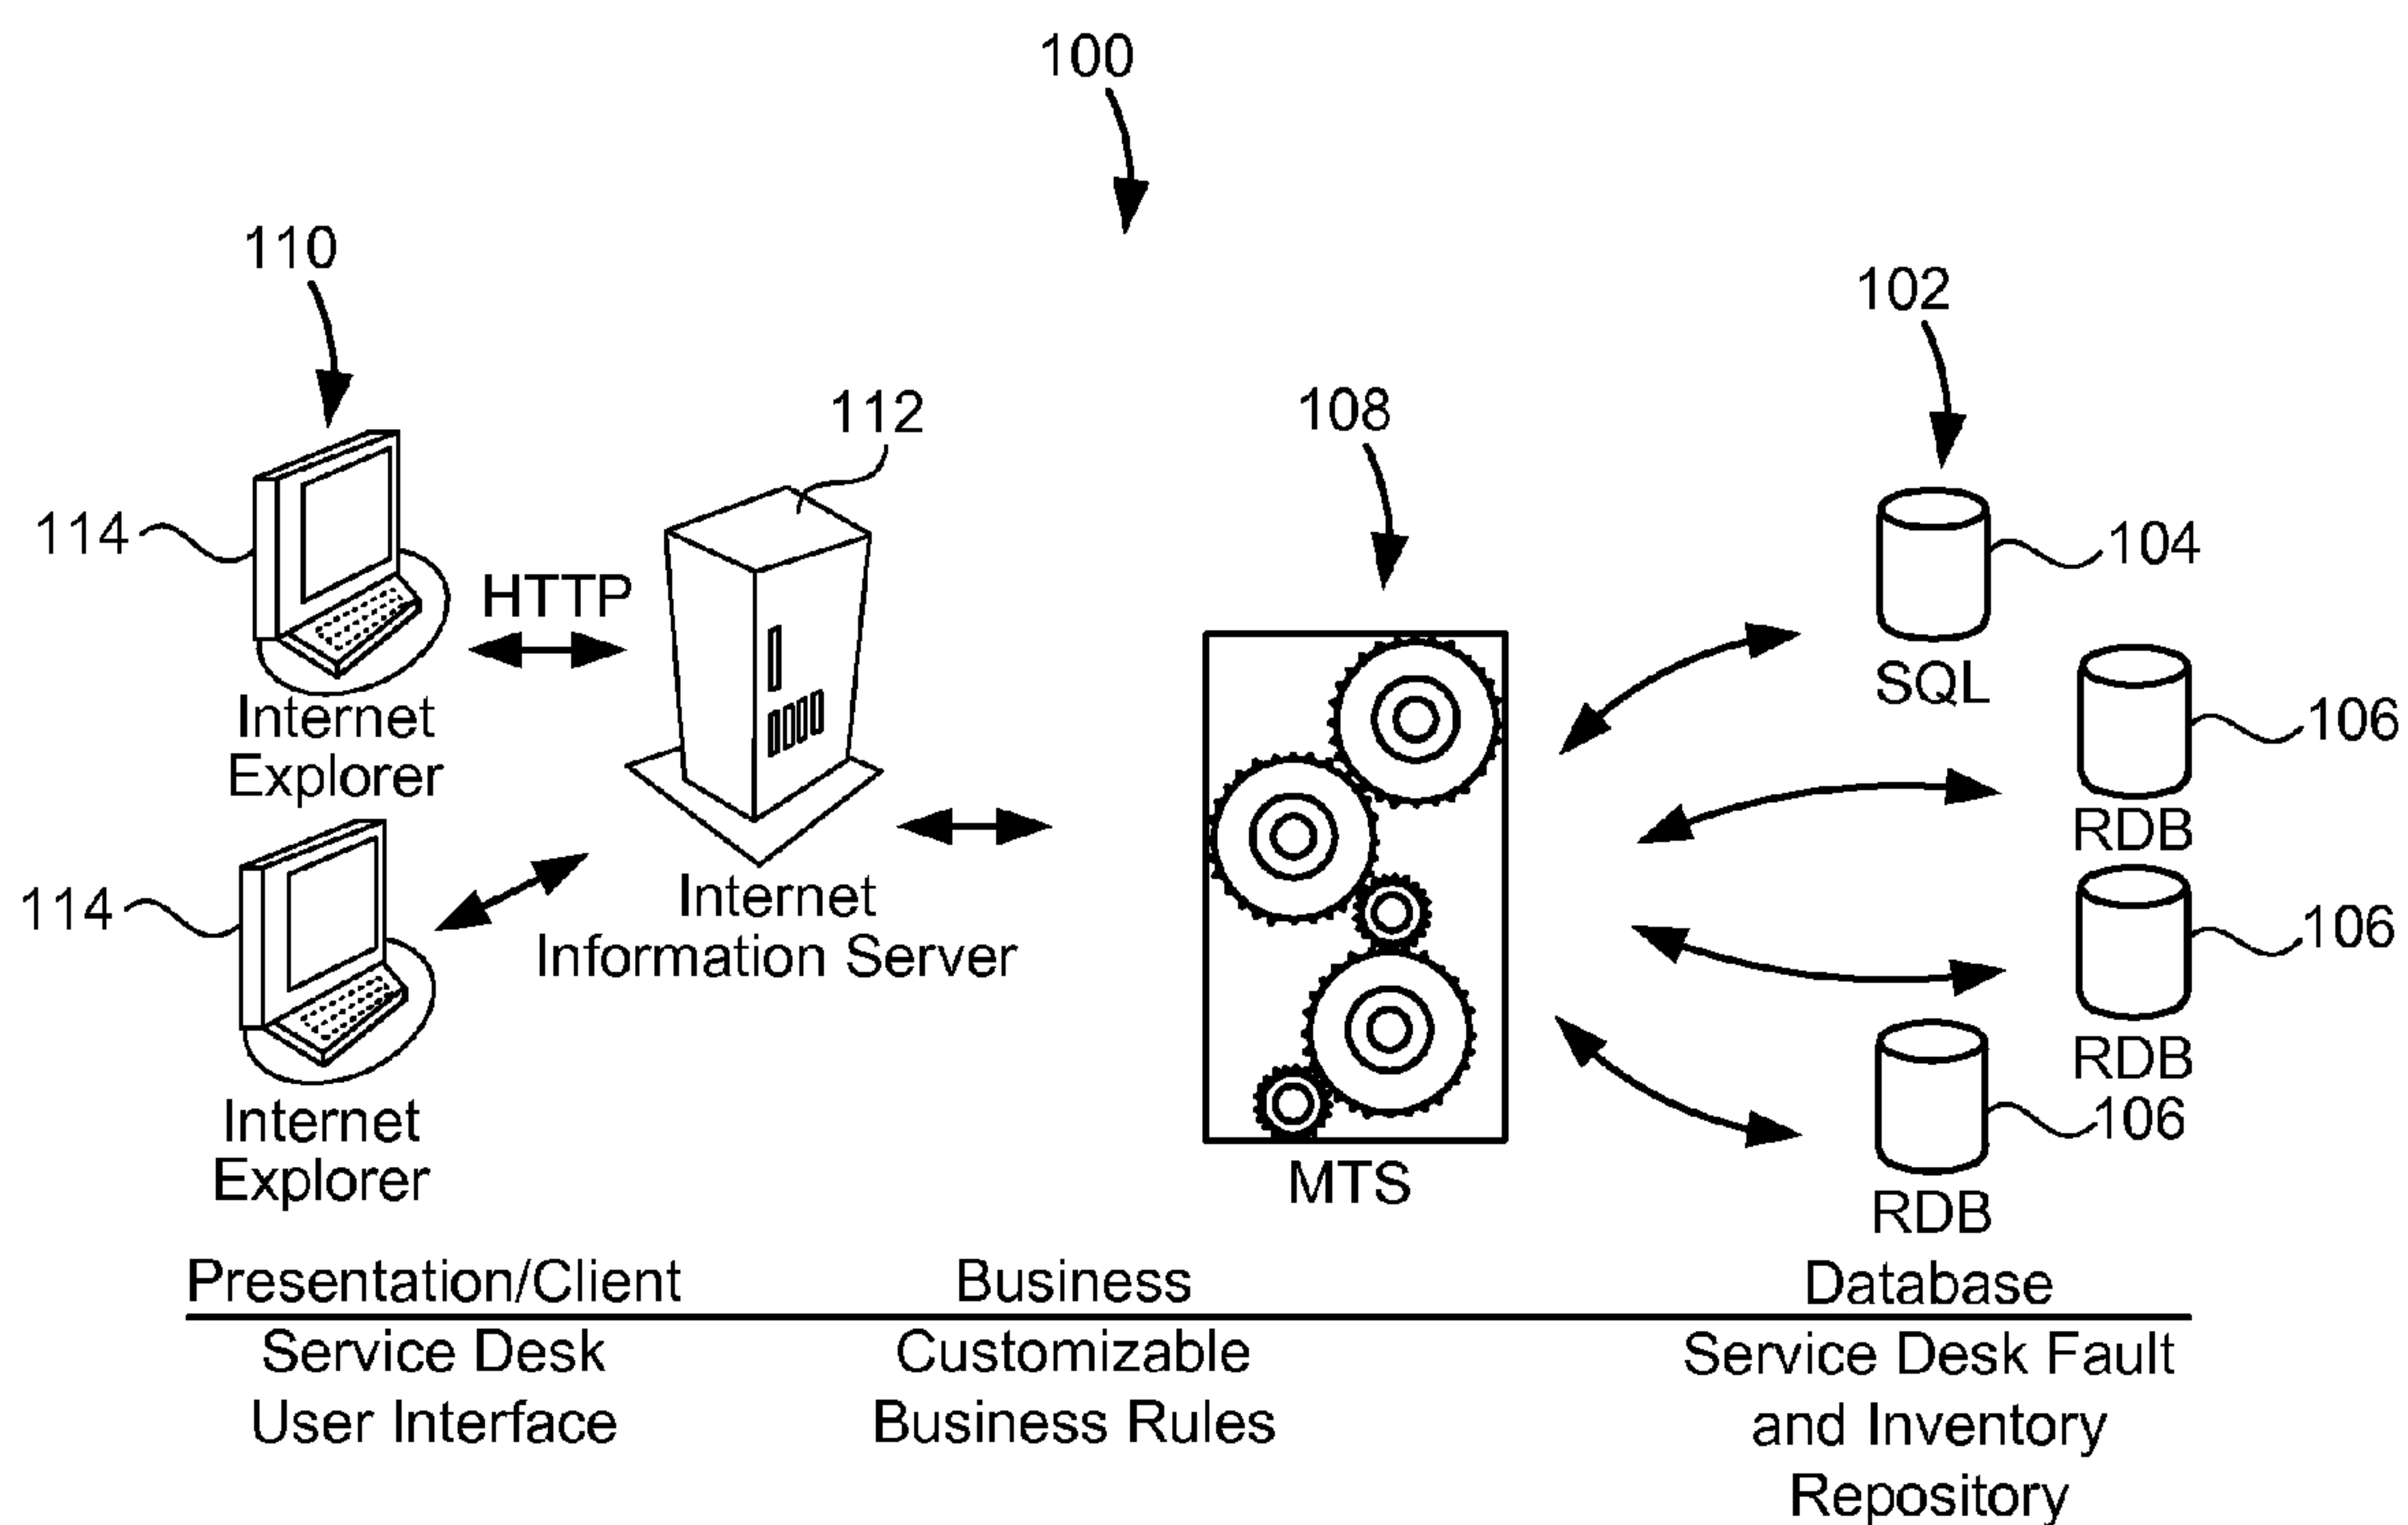 100
110
102
112
108
114
HTTP
104
SQL
106
Internet
Explorer
RDB
114
Internet
Information Server
106
RDB
106
Internet
Explorer
MTS
RDB
Presentation/Client
Business
Database
Service Desk
User Interface
Customizable
Business Rules
Service Desk Fault
and Inventory
Repository